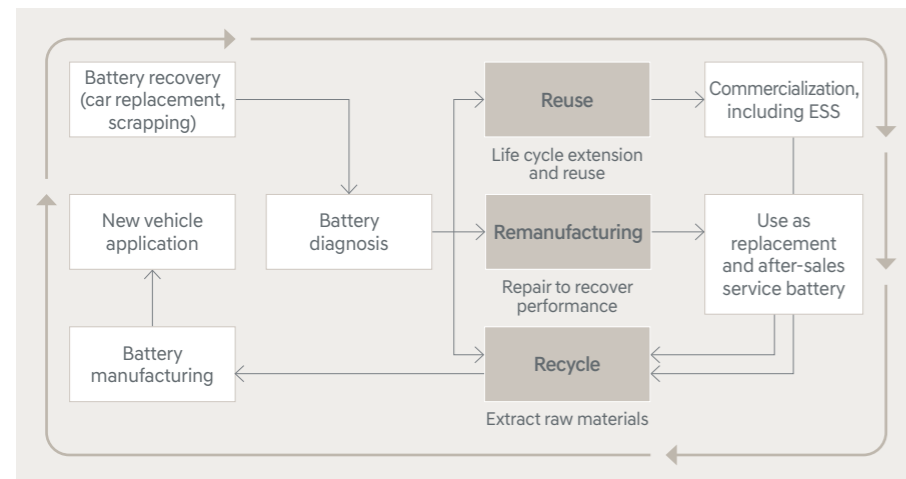 Battery recovery
(car replacement,
scrapping)
Reuse
Commercialization,
including ESS
Life cycle extension
and reuse
New vehicle
application
Battery
diagnosis
Remanufacturing
Use as
replacement
and after-sales
service battery
Repair to recover
performance
Battery
manufacturing
Recycle
Extract raw materials